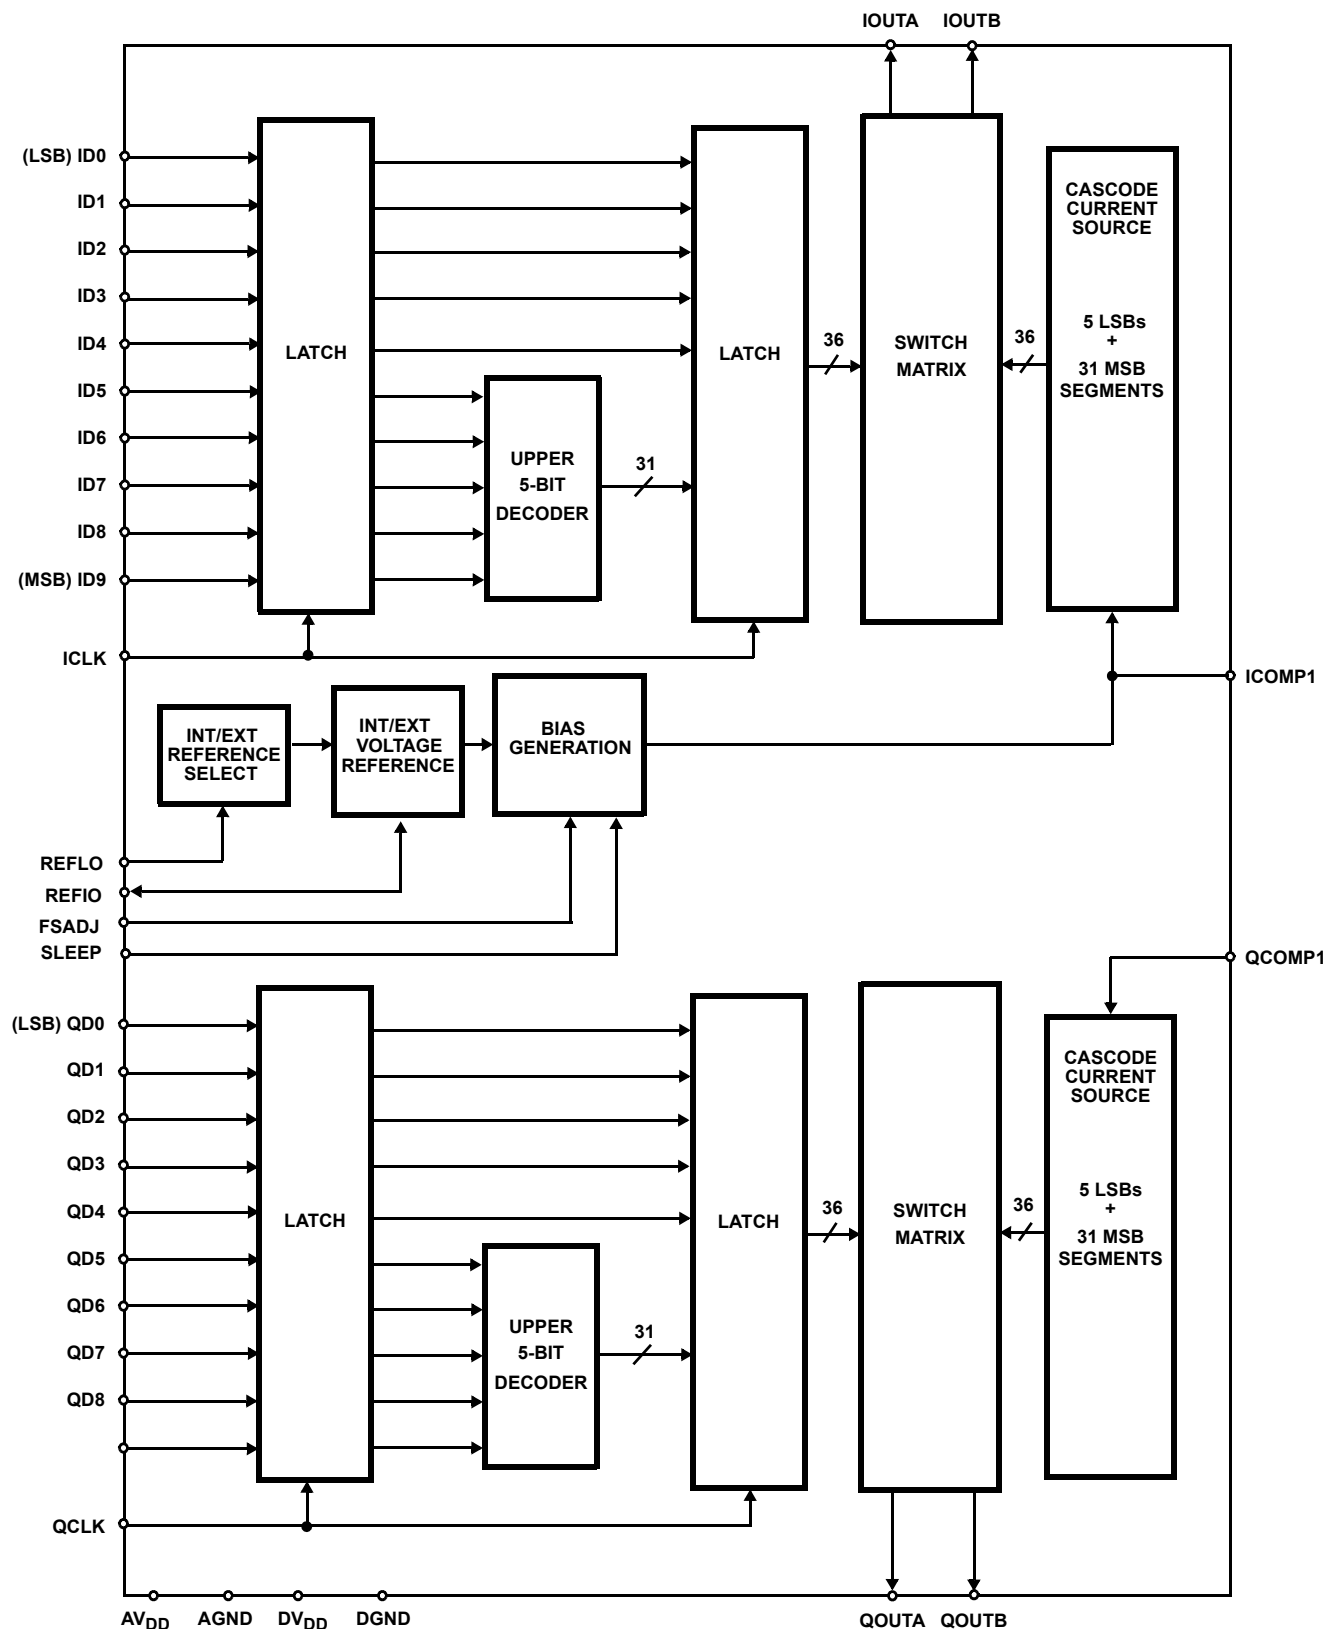 IOUTA IOUTB
(LSB) ID0
ID1
ID2
ID3
ID4
ID5
ID6
ID7
ID8
(MSB) ID9
ICLK
LATCH
UPPER
5-BIT
DECODER
31
LATCH
36
SWITCH
MATRIX
36
CASCODE
CURRENT
SOURCE
5 LSBs
+
31 MSB
SEGMENTS
ICOMP1
INT/EXT
REFERENCE
SELECT
INT/EXT
VOLTAGE
REFERENCE
BIAS
GENERATION
REFLO
REFIO
FSADJ
SLEEP
QCOMP1
(LSB) QD0
QD1
QD2
QD3
QD4
QD5
QD6
QD7
QD8
QCLK
LATCH
UPPER
5-BIT
DECODER
31
LATCH
36
SWITCH
MATRIX
36
CASCODE
CURRENT
SOURCE
5 LSBs
+
31 MSB
SEGMENTS
AVDD AGND DVDD DGND QOUTA QOUTB